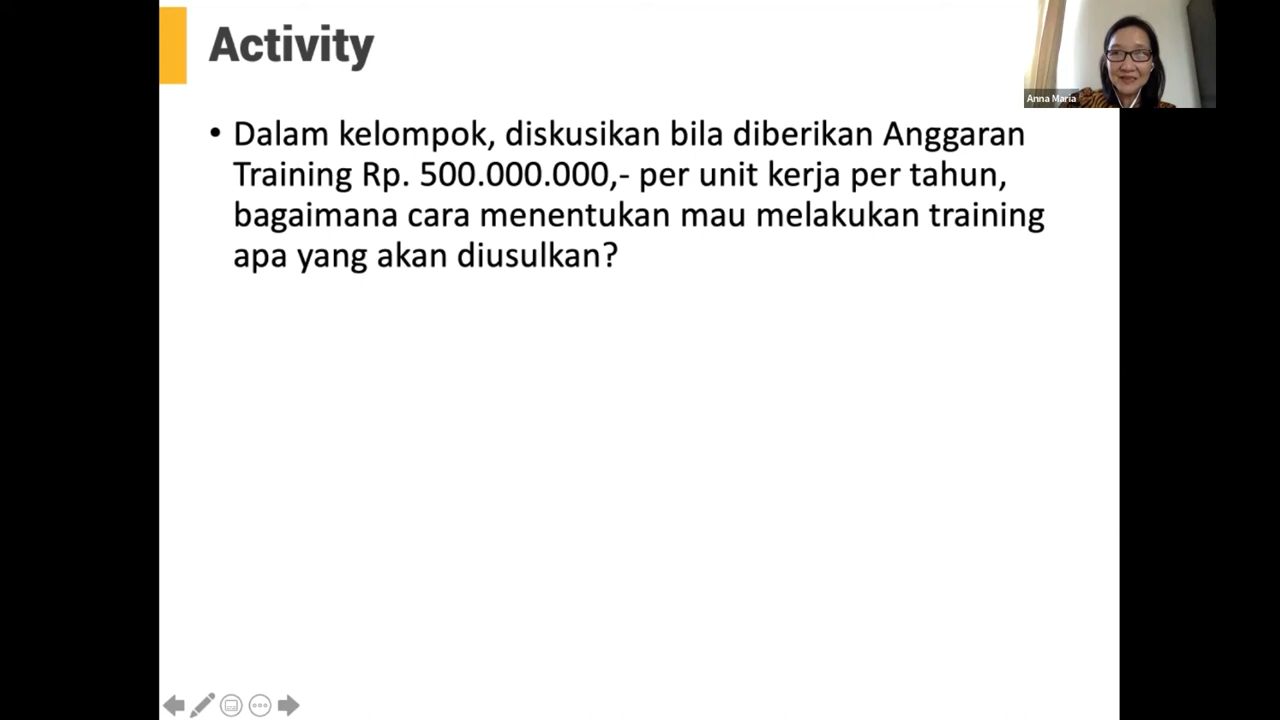 Activity
Anna Maria
• Dalam kelompok, diskusikan bila diberikan Anggaran
Training Rp. 500.000.000,- per unit kerja per tahun,
bagaimana cara menentukan mau melakukan training
apa yang akan diusulkan?